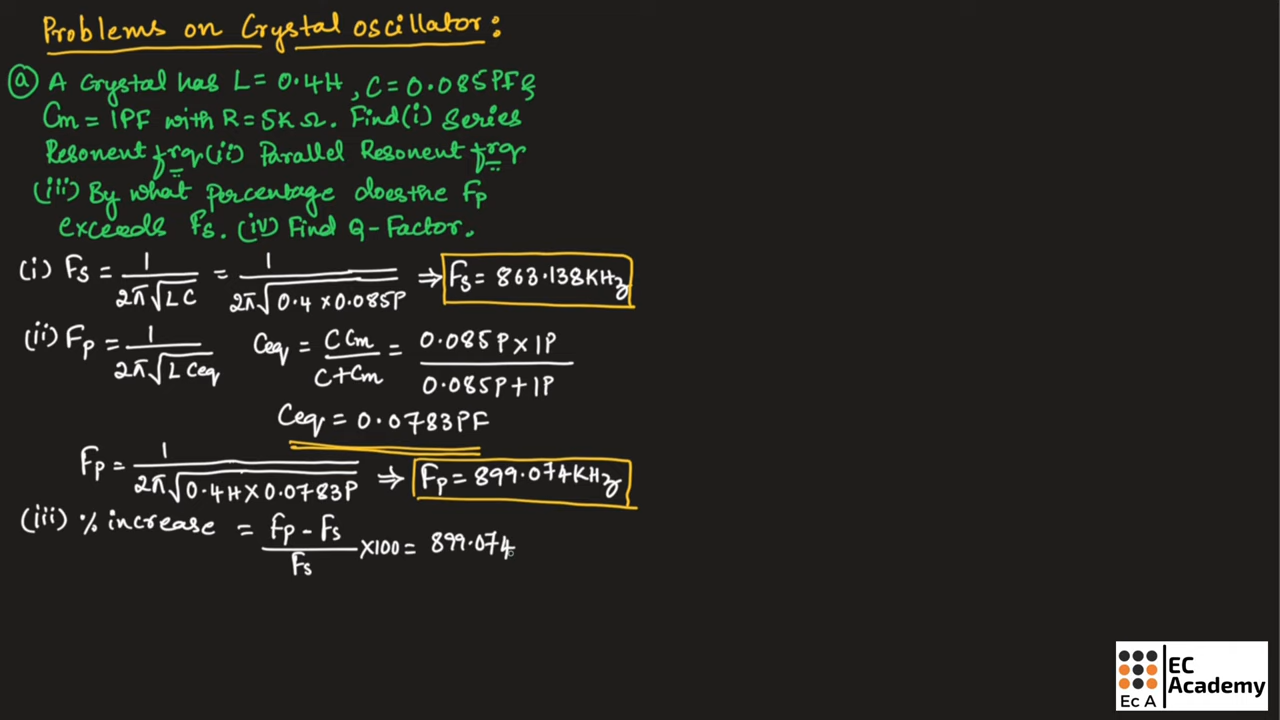 Problems on Crystal oscillator:
(a) A Crystal has L = 0.4H, C = 0.085PF &
Cm = 1PF with R = 5KΩ. Find(i) Series
Resonent frq(ii) Parallel Resonent frq
(iii) By what percentage does the Fp
exceeds Fs. (iv) Find Q-Factor.
(i) Fs = 1/2π√LC = 1/2π√0.4×0.085P ⇒ Fs = 863.138KHz
(ii) Fp = 1/2π√L Ceq Ceq = C Cm/C+Cm = 0.085P×1P/0.085P+1P
Ceq = 0.0783PF
Fp = 1/2π√0.4H×0.0783P ⇒ Fp = 899.074KHz
(iii) % increase = Fp - Fs/Fs ×100 = 899.074
EC
Academy
Ec A